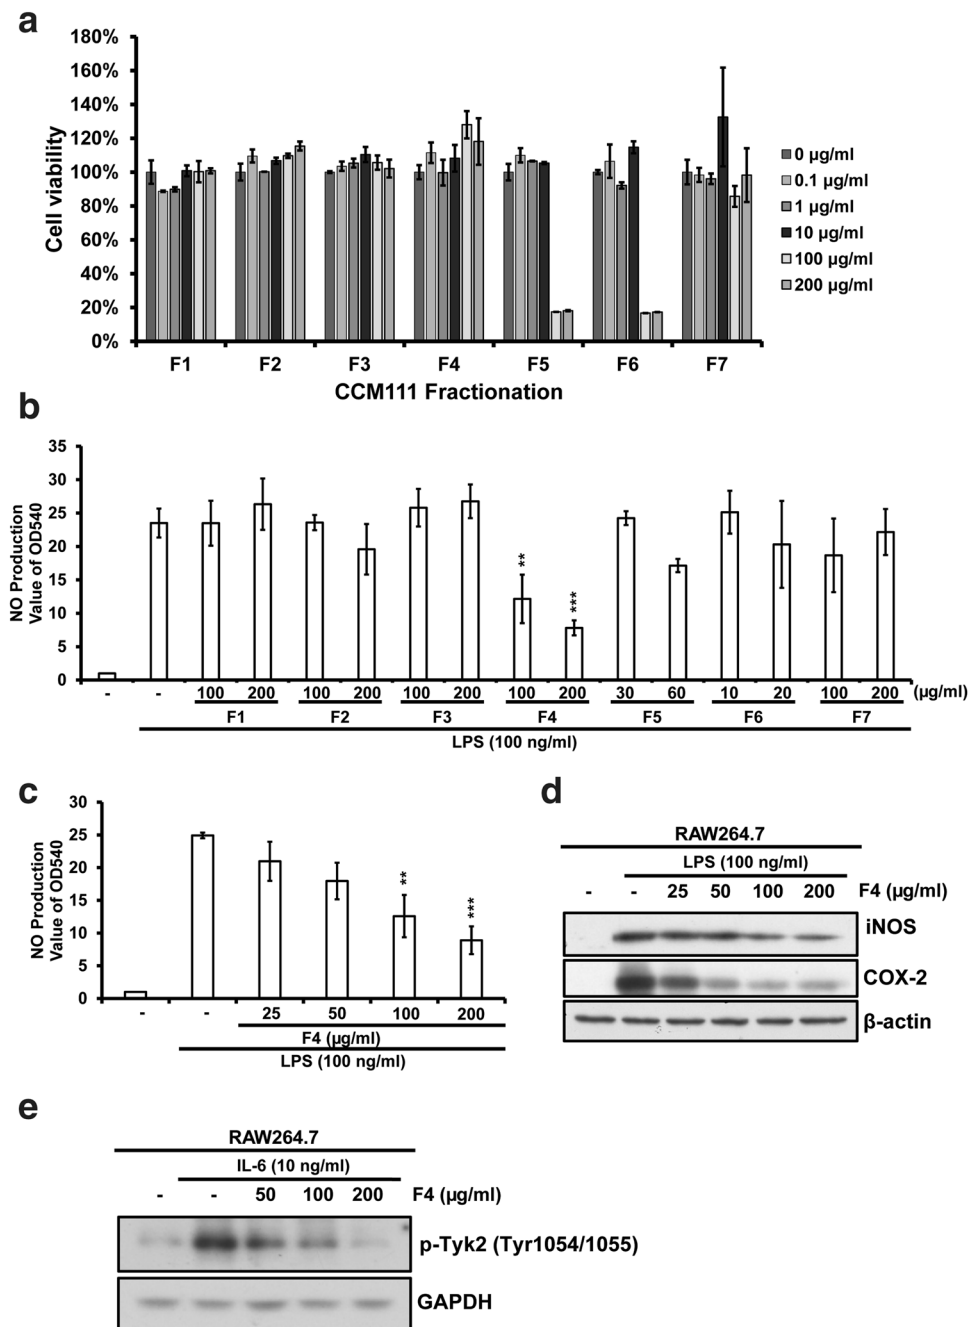 a
180%
160%
140%
120%
100%
80%
60%
40%
20%
0%
Cell viability
0 µg/ml
0.1 µg/ml
1 µg/ml
10 µg/ml
100 µg/ml
200 µg/ml
F1 F2 F3 F4 F5 F6 F7
CCM111 Fractionation
b
35
30
25
20
15
10
5
0
NO Production
Value of OD540
** ***
- - 100 200 100 200 100 200 100 200 30 60 10 20 100 200 (µg/ml)
F1 F2 F3 F4 F5 F6 F7
LPS (100 ng/ml)
c
30
25
20
15
10
5
0
NO Production
Value of OD540
** ***
- - 25 50 100 200
F4 (µg/ml)
LPS (100 ng/ml)
d
RAW264.7
LPS (100 ng/ml)
- - 25 50 100 200 F4 (µg/ml)
iNOS
COX-2
β-actin
e
RAW264.7
IL-6 (10 ng/ml)
- - 50 100 200 F4 (µg/ml)
p-Tyk2 (Tyr1054/1055)
GAPDH